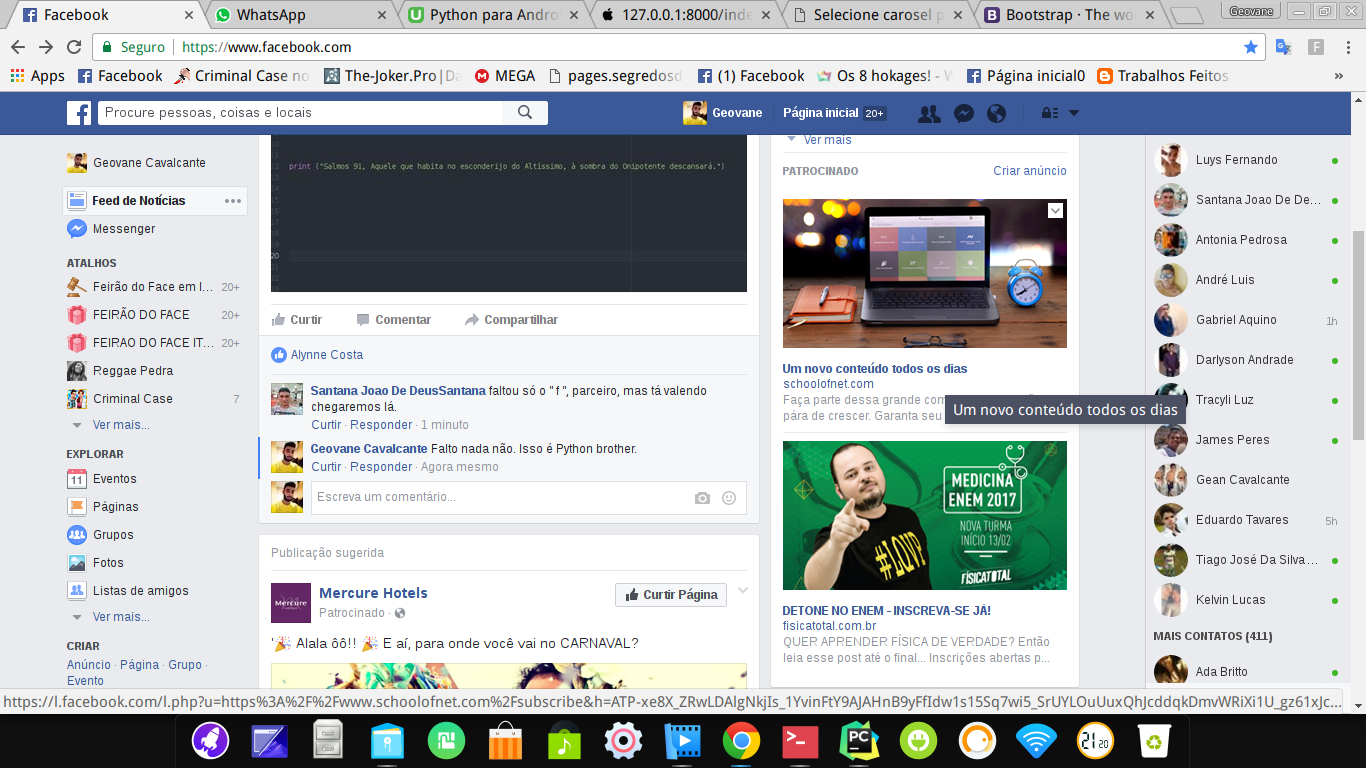 Facebook
WhatsApp
Python para Andro
127.0.0.1:8000/inde
Selecione carosel p
Bootstrap · The wo
Geovane
Seguro
https://www.facebook.com
Apps
Facebook
Criminal Case no
The-Joker.Pro|Da
MEGA
pages.segredosd
(1) Facebook
Os 8 hokages! - W
Página inicial0
Trabalhos Feitos
»
Procure pessoas, coisas e locais
Geovane
Página inicial 20+
Geovane Cavalcante
Feed de Notícias
Messenger
ATALHOS
Feirão do Face em I... 20+
FEIRÃO DO FACE 20+
FEIRAO DO FACE IT... 20+
Reggae Pedra
Criminal Case 7
Ver mais...
EXPLORAR
Eventos
11
Páginas
Grupos
Fotos
Listas de amigos
Ver mais...
CRIAR
Anúncio · Página · Grupo ·
Evento
print ("Salmos 91, Aquele que habita no esconderijo do Altíssimo, à sombra do Onipotente descansará.")
20
Curtir
Comentar
Compartilhar
Alynne Costa
Santana Joao De DeusSantana faltou só o " f ", parceiro, mas tá valendo
chegaremos lá.
Curtir · Responder · 1 minuto
Geovane Cavalcante Falto nada não. Isso é Python brother.
Curtir · Responder · Agora mesmo
Escreva um comentário...
Publicação sugerida
Mercure
Mercure Hotels
Patrocinado ·
Curtir Página
'🎉 Alala ôô!! 🎉 E aí, para onde você vai no CARNAVAL?
Ver mais
PATROCINADO
Criar anúncio
Um novo conteúdo todos os dias
schoolofnet.com
Faça parte dessa grande com
pára de crescer. Garanta seu
Um novo conteúdo todos os dias
MEDICINA
ENEM 2017
NOVA TURMA
INÍCIO 13/02
FÍSICATOTAL
#LQVP
DETONE NO ENEM - INSCREVA-SE JÁ!
fisicatotal.com.br
QUER APRENDER FÍSICA DE VERDADE? Então
leia esse post até o final... Inscrições abertas p...
Luys Fernando
Santana Joao De De...
Antonia Pedrosa
André Luis
Gabriel Aquino 1h
Darlyson Andrade
Tracyli Luz
James Peres
Gean Cavalcante
Eduardo Tavares 5h
Tiago José Da Silva ...
Kelvin Lucas
MAIS CONTATOS (411)
Ada Britto
https://l.facebook.com/l.php?u=https%3A%2F%2Fwww.schoolofnet.com%2Fsubscribe&h=ATP-xe8X_ZRwLDAlgNkjIs_1YvinFtY9AJAHnB9yFfIdw1s15Sq7wi5_SrUYLOuUuxQhJcddqkDmvWRiXi1U_gz61xJc...
PC
21 20